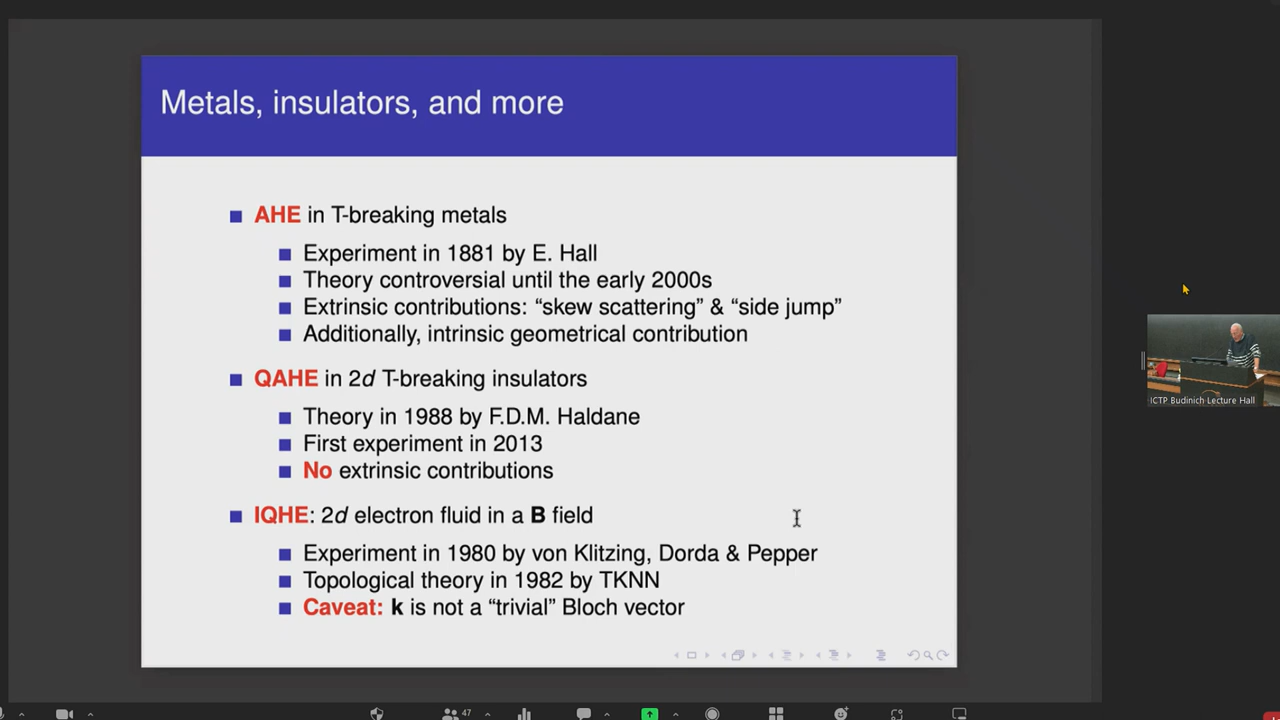 Metals, insulators, and more
AHE in T-breaking metals
Experiment in 1881 by E. Hall
Theory controversial until the early 2000s
Extrinsic contributions: “skew scattering” & “side jump”
Additionally, intrinsic geometrical contribution
QAHE in 2d T-breaking insulators
Theory in 1988 by F.D.M. Haldane
First experiment in 2013
No extrinsic contributions
IQHE: 2d electron fluid in a B field
Experiment in 1980 by von Klitzing, Dorda & Pepper
Topological theory in 1982 by TKNN
Caveat: k is not a “trivial” Bloch vector
ICTP Budinich Lecture Hall
47